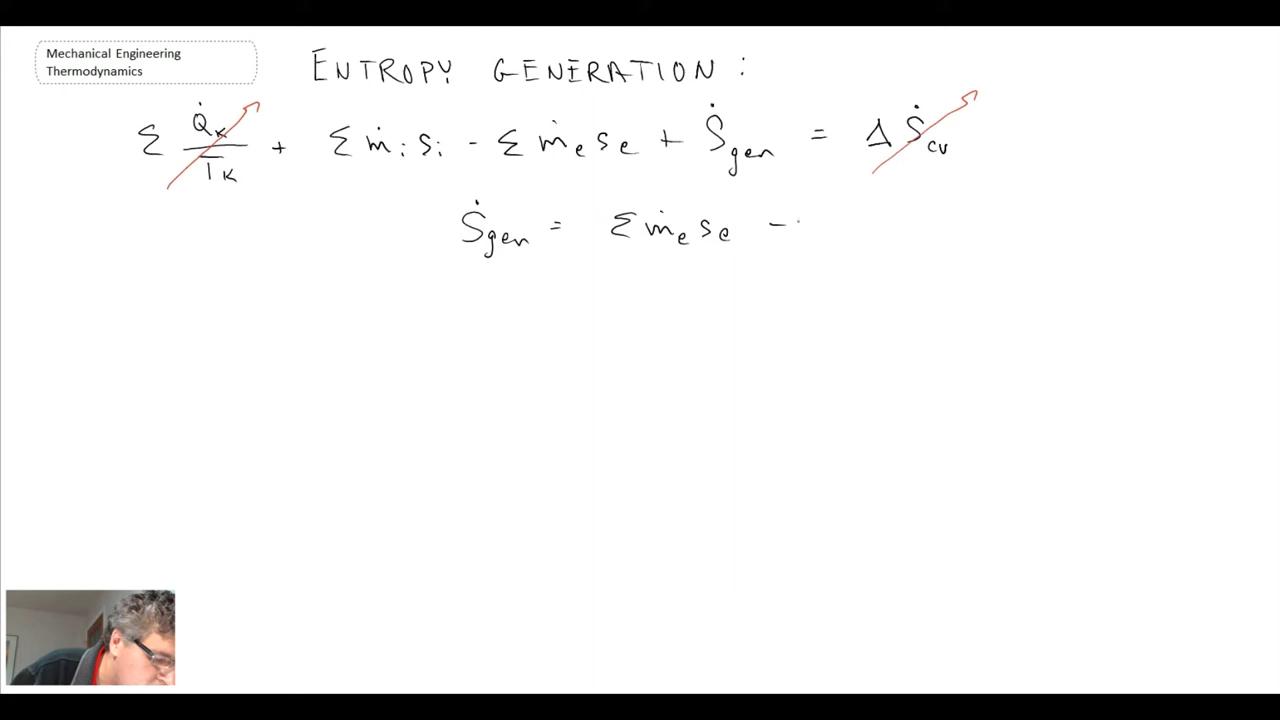 Mechanical Engineering
Thermodynamics
ENTROPY GENERATION :
Σ Q̇ₖ/Tₖ + Σ ṁᵢ sᵢ - Σ ṁₑ sₑ + Ṡgen = Δ Ṡcv
Ṡgen = Σ ṁₑ sₑ -